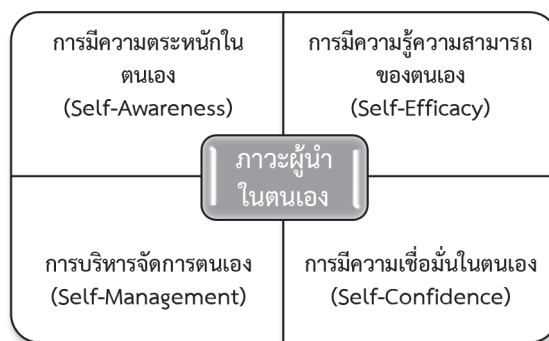 การมีความตระหนักใน
ตนเอง
(Self-Awareness)
การมีความรู้ความสามารถ
ของตนเอง
(Self-Efficacy)
ภาวะผู้นำ
ในตนเอง
การบริหารจัดการตนเอง
(Self-Management)
การมีความเชื่อมั่นในตนเอง
(Self-Confidence)